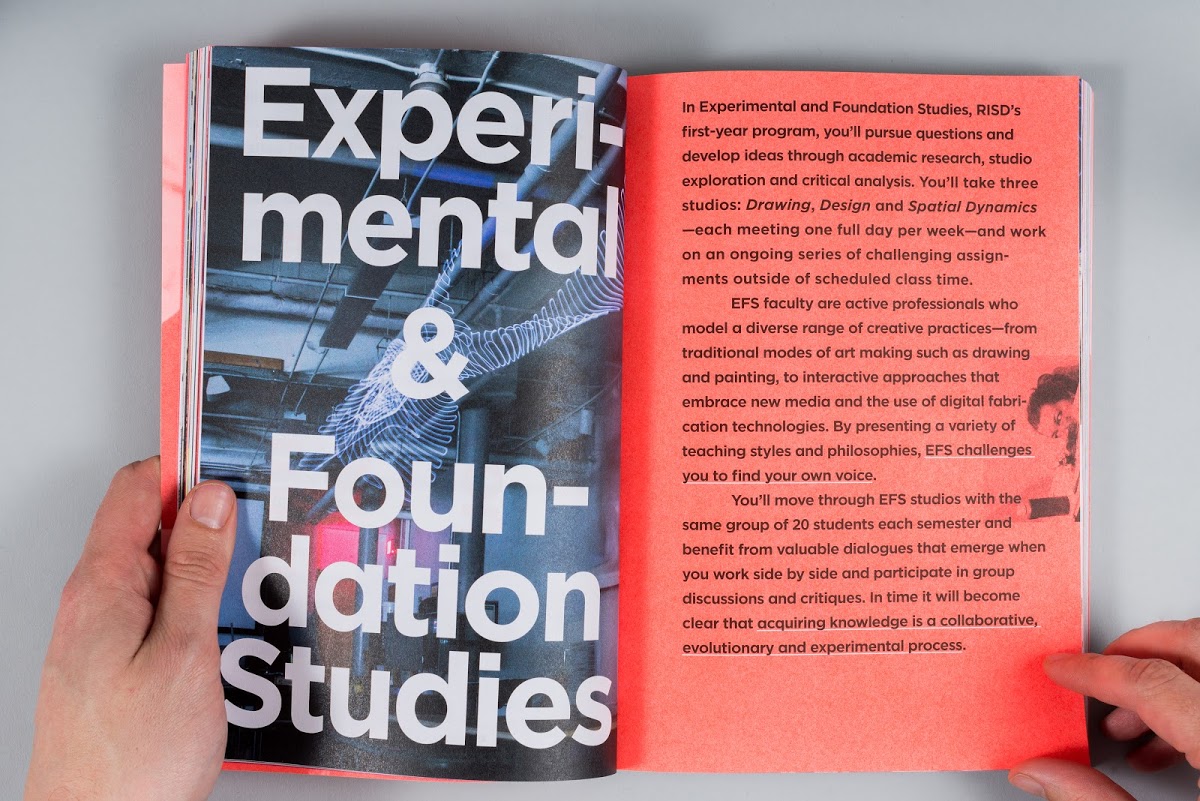 Experi-
mental
&
Foun-
dation
Studies
In Experimental and Foundation Studies, RISD’s
first-year program, you’ll pursue questions and
develop ideas through academic research, studio
exploration and critical analysis. You’ll take three
studios: Drawing, Design and Spatial Dynamics
—each meeting one full day per week—and work
on an ongoing series of challenging assign-
ments outside of scheduled class time.
EFS faculty are active professionals who
model a diverse range of creative practices—from
traditional modes of art making such as drawing
and painting, to interactive approaches that
embrace new media and the use of digital fabri-
cation technologies. By presenting a variety of
teaching styles and philosophies, EFS challenges
you to find your own voice.
You’ll move through EFS studios with the
same group of 20 students each semester and
benefit from valuable dialogues that emerge when
you work side by side and participate in group
discussions and critiques. In time it will become
clear that acquiring knowledge is a collaborative,
evolutionary and experimental process.